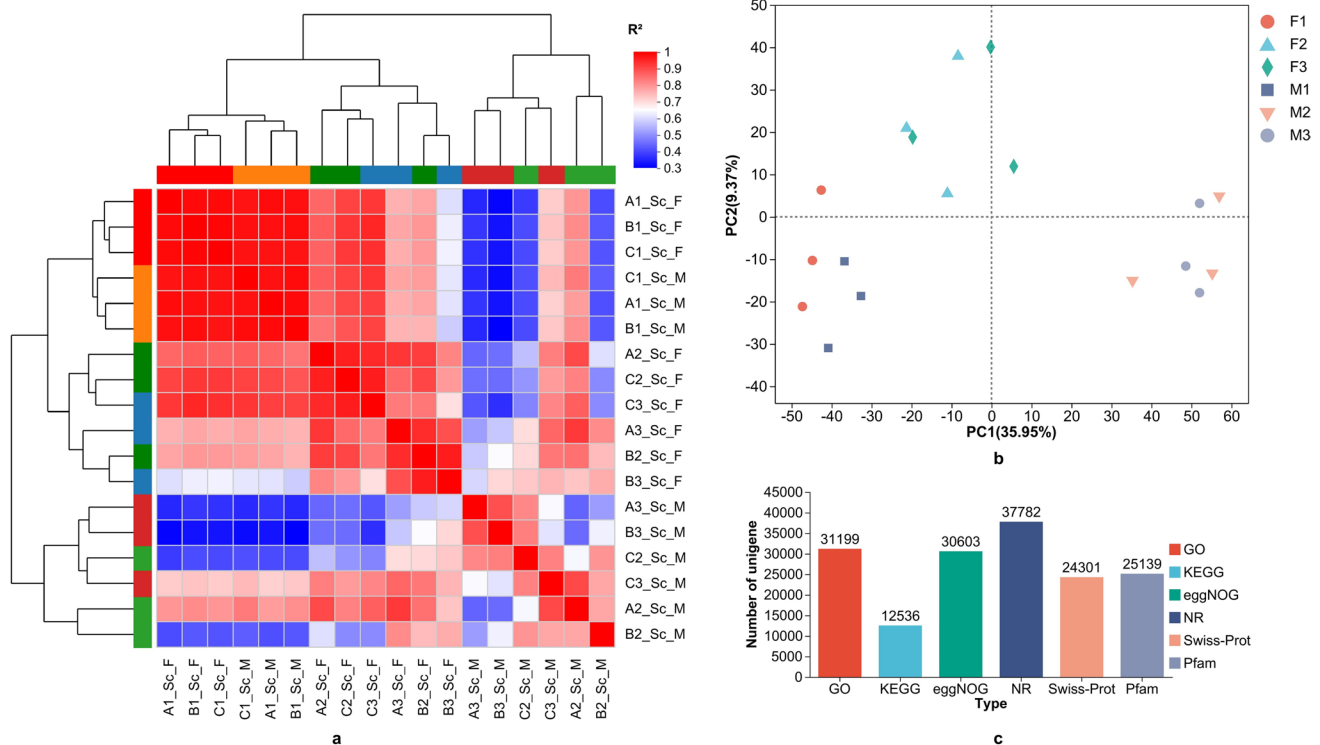 R²
1
0.9
0.8
0.7
0.6
0.5
0.4
0.3
A1_Sc_F
B1_Sc_F
C1_Sc_F
C1_Sc_M
A1_Sc_M
B1_Sc_M
A2_Sc_F
C2_Sc_F
C3_Sc_F
A3_Sc_F
B2_Sc_F
B3_Sc_F
A3_Sc_M
B3_Sc_M
C2_Sc_M
C3_Sc_M
A2_Sc_M
B2_Sc_M
A1_Sc_F
B1_Sc_F
C1_Sc_F
C1_Sc_M
A1_Sc_M
B1_Sc_M
A2_Sc_F
C2_Sc_F
C3_Sc_F
A3_Sc_F
B2_Sc_F
B3_Sc_F
A3_Sc_M
B3_Sc_M
C2_Sc_M
C3_Sc_M
A2_Sc_M
B2_Sc_M
a
PC2(9.37%)
50
40
30
20
10
0
-10
-20
-30
-40
-50 -40 -30 -20 -10 0 10 20 30 40 50 60
PC1(35.95%)
F1
F2
F3
M1
M2
M3
b
Number of unigene
45000
40000
35000
30000
25000
20000
15000
10000
5000
0
31199
12536
30603
37782
24301
25139
GO KEGG eggNOG NR Swiss-Prot Pfam
Type
GO
KEGG
eggNOG
NR
Swiss-Prot
Pfam
c